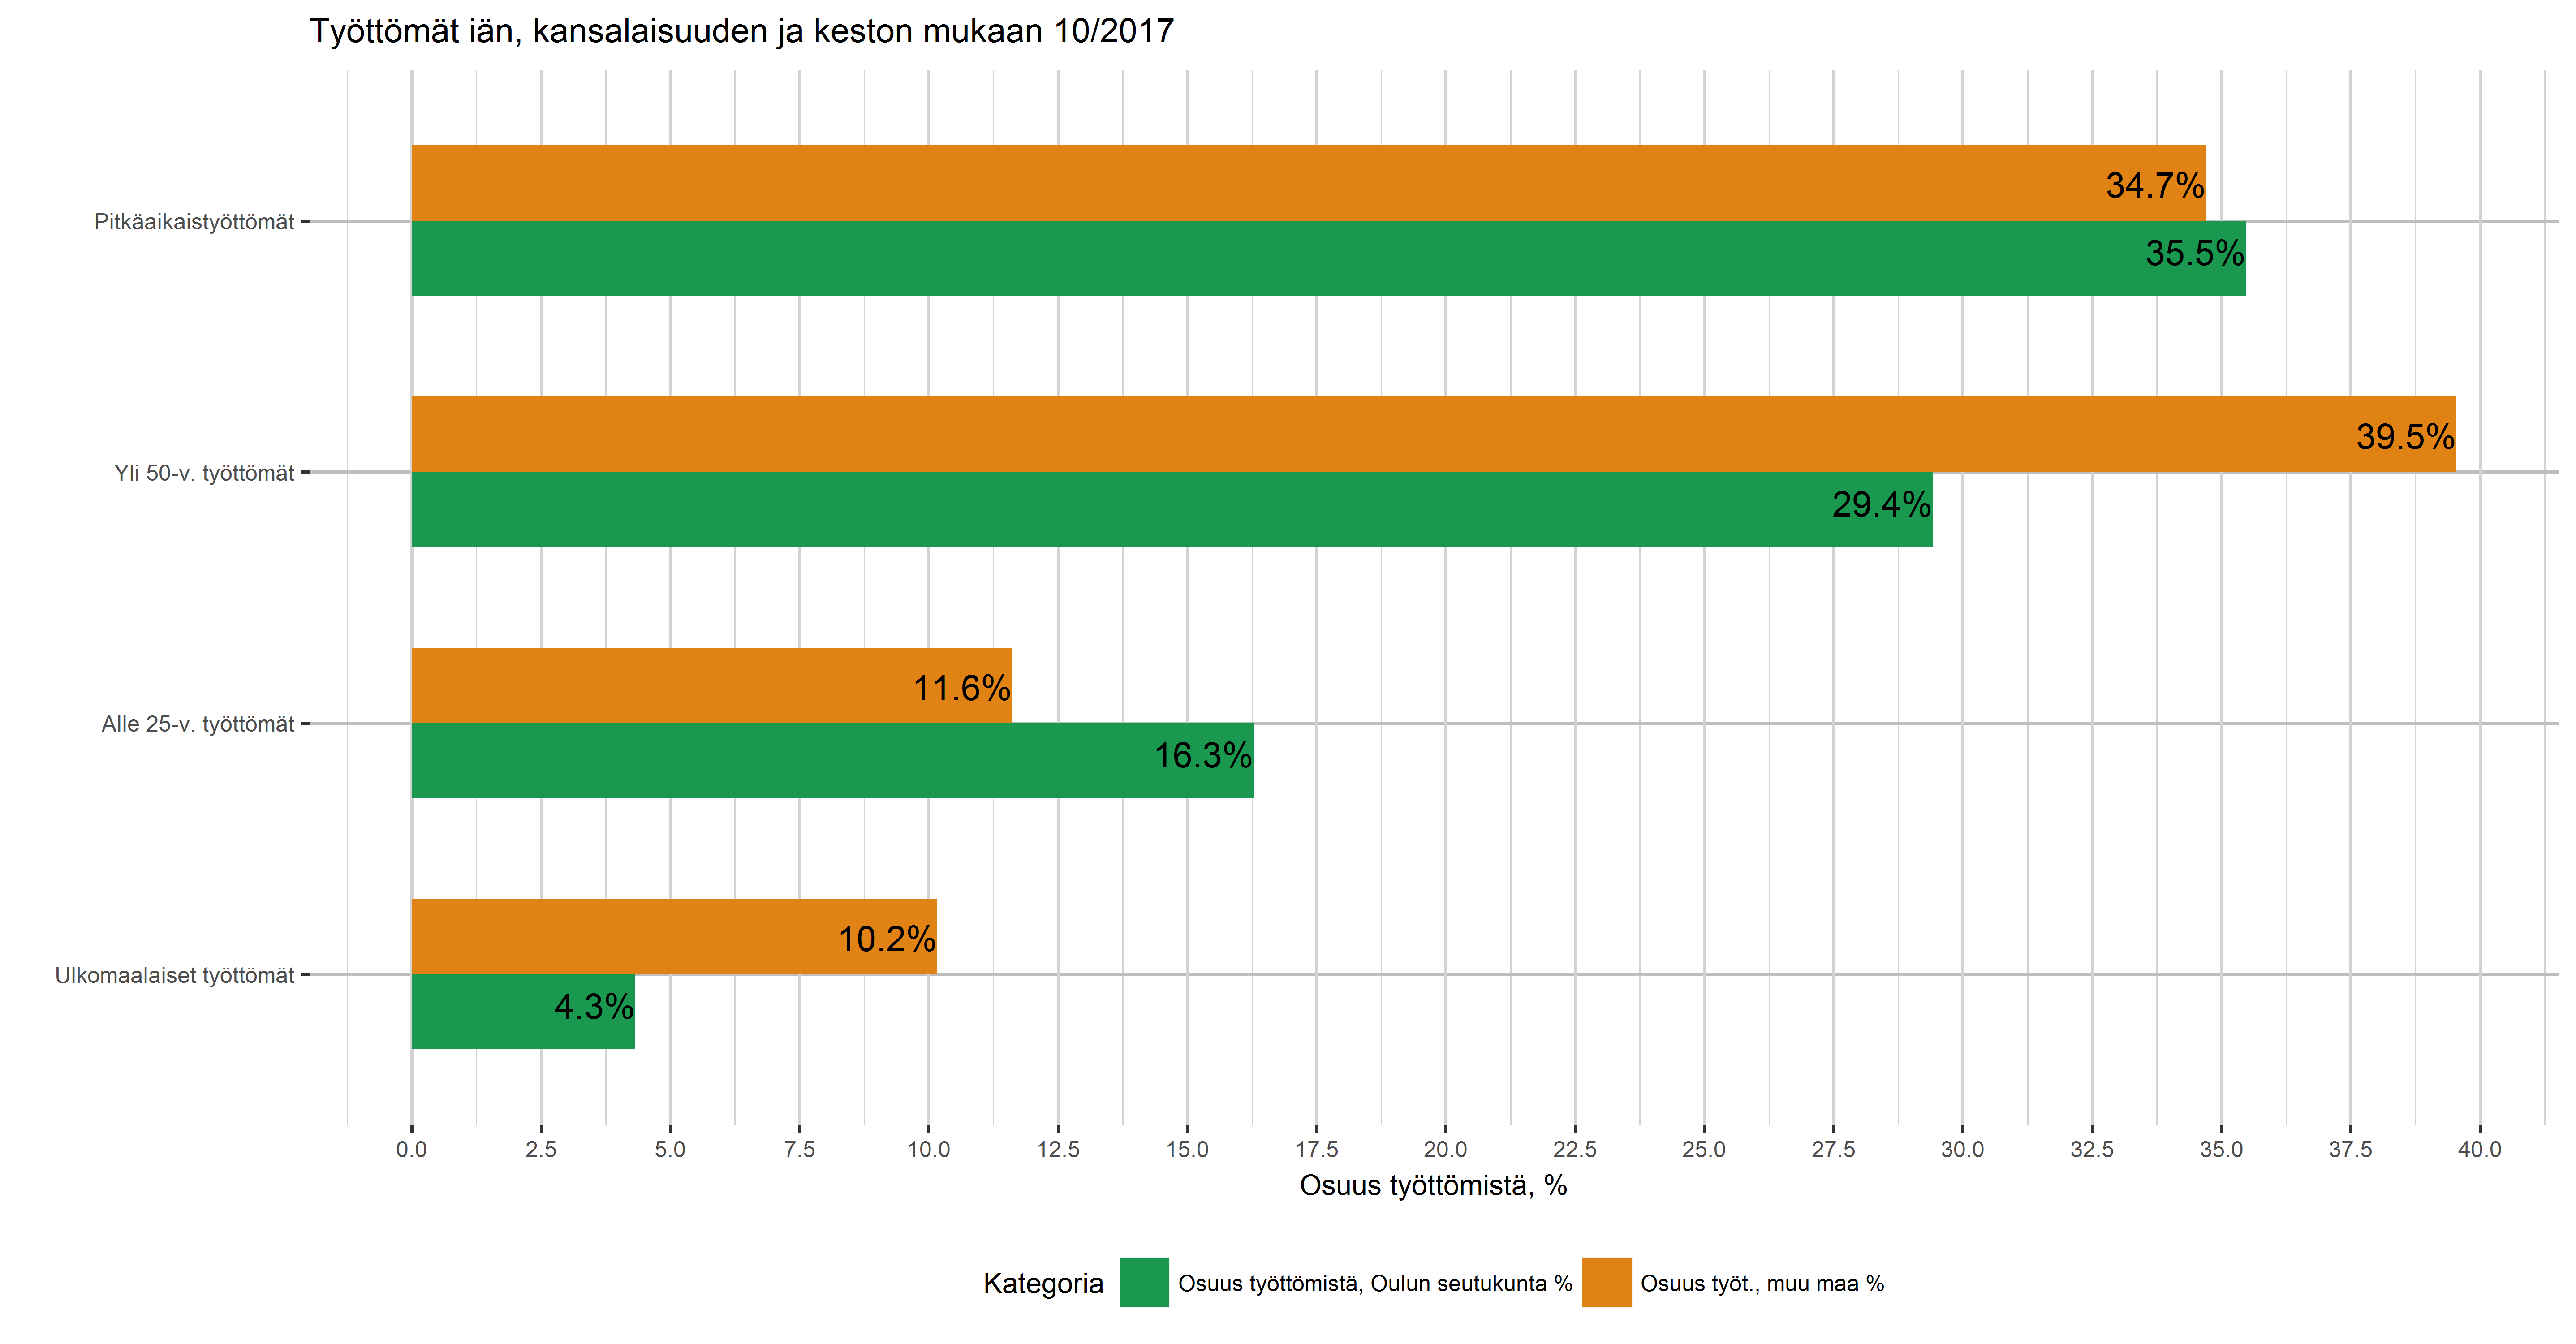 Työttömät iän, kansalaisuuden ja keston mukaan 10/2017
Pitkäaikaistyöttömät
34.7%
35.5%
Yli 50-v. työttömät
39.5%
29.4%
Alle 25-v. työttömät
11.6%
16.3%
Ulkomaalaiset työttömät
10.2%
4.3%
0.0 2.5 5.0 7.5 10.0 12.5 15.0 17.5 20.0 22.5 25.0 27.5 30.0 32.5 35.0 37.5 40.0
Osuus työttömistä, %
Kategoria Osuus työttömistä, Oulun seutukunta % Osuus työt., muu maa %